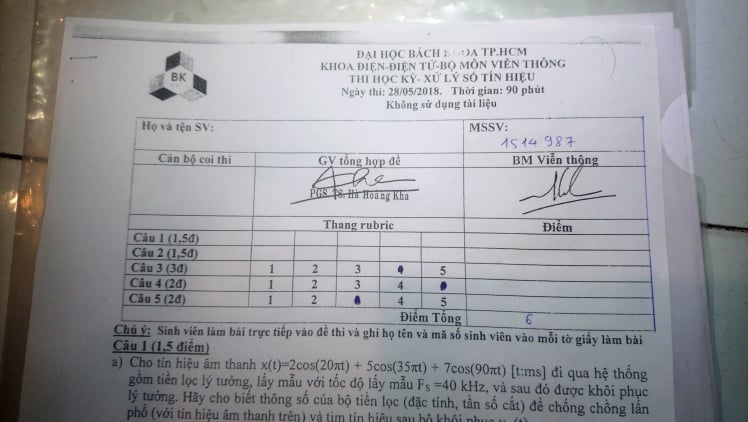 ĐẠI HỌC BÁCH KHOA TP.HCM
BK
KHOA ĐIỆN-ĐIỆN TỬ-BỘ MÔN VIỄN THÔNG
THI HỌC KỲ- XỬ LÝ SỐ TÍN HIỆU
Ngày thi: 28/05/2018. Thời gian: 90 phút
Không sử dụng tài liệu
Họ và tên SV: MSSV:
1514987
Cán bộ coi thi GV tổng hợp đề BM Viễn thông
PGS. TS. Hà Hoàng Kha
Thang rubric Điểm
Câu 1 (1,5đ)
Câu 2 (1,5đ)
Câu 3 (3đ) 1 2 3 5
Câu 4 (2đ) 1 2 3 4
Câu 5 (2đ) 1 2 4 5
Điểm Tổng 6
Chú ý: Sinh viên làm bài trực tiếp vào đề thi và ghi họ tên và mã số sinh viên vào mỗi tờ giấy làm bài
Câu 1 (1,5 điểm)
a) Cho tín hiệu âm thanh x(t)=2cos(20πt) + 5cos(35πt) + 7cos(90πt) [t:ms] đi qua hệ thống
gồm tiền lọc lý tưởng, lấy mẫu với tốc độ lấy mẫu Fs =40 kHz, và sau đó được khôi phục
lý tưởng. Hãy cho biết thông số của bộ tiền lọc (đặc tính, tần số cắt) để chống chồng lấn
phổ (với tín hiệu âm thanh trên) và tìm tín hiệu sau bộ khôi phục